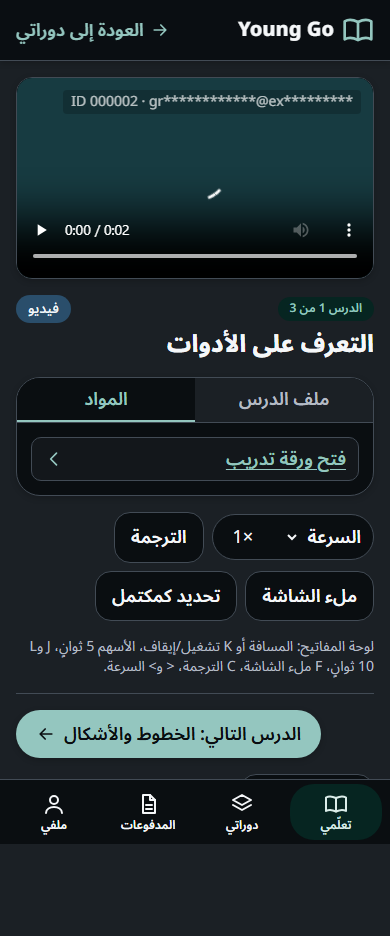 Young Go
العودة إلى دوراتي
ID 000002 · gr************@ex*********
0:00 / 0:02
الدرس 1 من 3
فيديو
التعرف على الأدوات
ملف الدرس
المواد
فتح ورقة تدريب
السرعة
1×
الترجمة
ملء الشاشة
تحديد كمكتمل
لوحة المفاتيح: المسافة أو K تشغيل/إيقاف، الأسهم 5 ثوانٍ، J وL
10 ثوانٍ، F ملء الشاشة، C الترجمة، < و> السرعة.
الدرس التالي: الخطوط والأشكال
تعلّمي
دوراتي
المدفوعات
ملفي